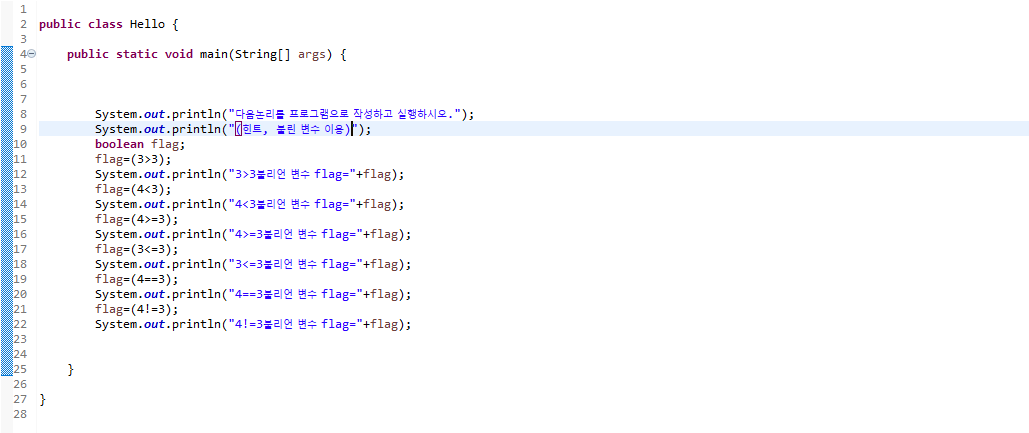 1
2 public class Hello {
3
4 public static void main(String[] args) {
5
6
7
8 System.out.println("다음논리를 프로그램으로 작성하고 실행하시오.");
9 System.out.println("(힌트, 불린 변수 이용)");
10 boolean flag;
11 flag=(3>3);
12 System.out.println("3>3불리언 변수 flag="+flag);
13 flag=(4<3);
14 System.out.println("4<3불리언 변수 flag="+flag);
15 flag=(4>=3);
16 System.out.println("4>=3불리언 변수 flag="+flag);
17 flag=(3<=3);
18 System.out.println("3<=3불리언 변수 flag="+flag);
19 flag=(4==3);
20 System.out.println("4==3불리언 변수 flag="+flag);
21 flag=(4!=3);
22 System.out.println("4!=3불리언 변수 flag="+flag);
23
24
25 }
26
27 }
28